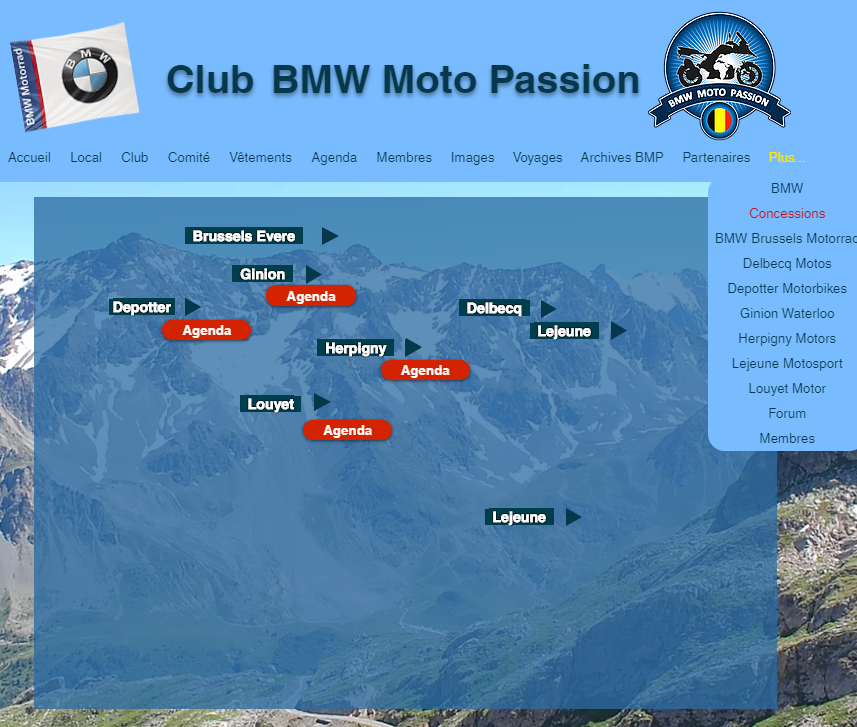 BMW Motorrad
BMW
Club BMW Moto Passion
BMW MOTO PASSION
Accueil Local Club Comité Vêtements Agenda Membres Images Voyages Archives BMP Partenaires Plus...
BMW
Concessions
BMW Brussels Motorrad
Delbecq Motos
Depotter Motorbikes
Ginion Waterloo
Herpigny Motors
Lejeune Motosport
Louyet Motor
Forum
Membres
Brussels Evere
Ginion
Agenda
Depotter
Agenda
Delbecq
Lejeune
Herpigny
Agenda
Louyet
Agenda
Lejeune